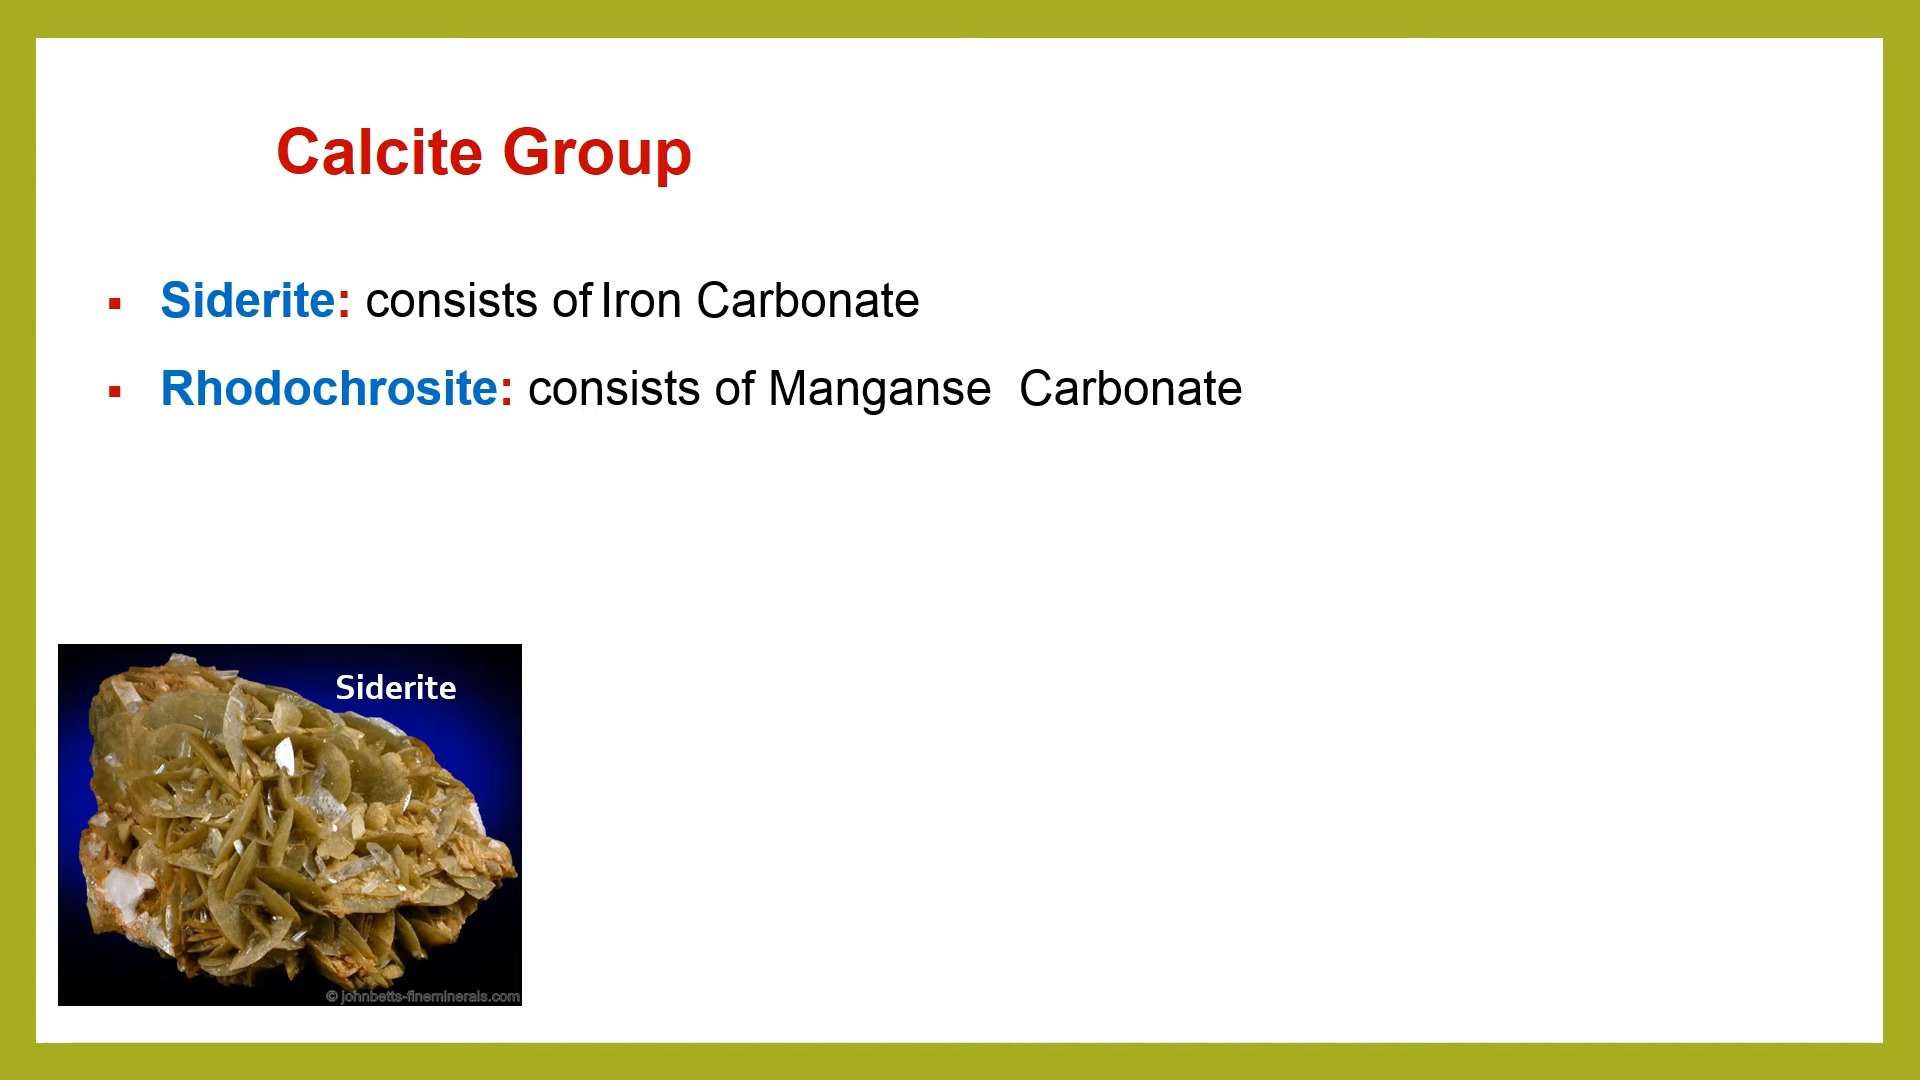 Calcite Group
▪ Siderite: consists of Iron Carbonate
▪ Rhodochrosite: consists of Manganse Carbonate
Siderite
© johnbetts-fineminerals.com